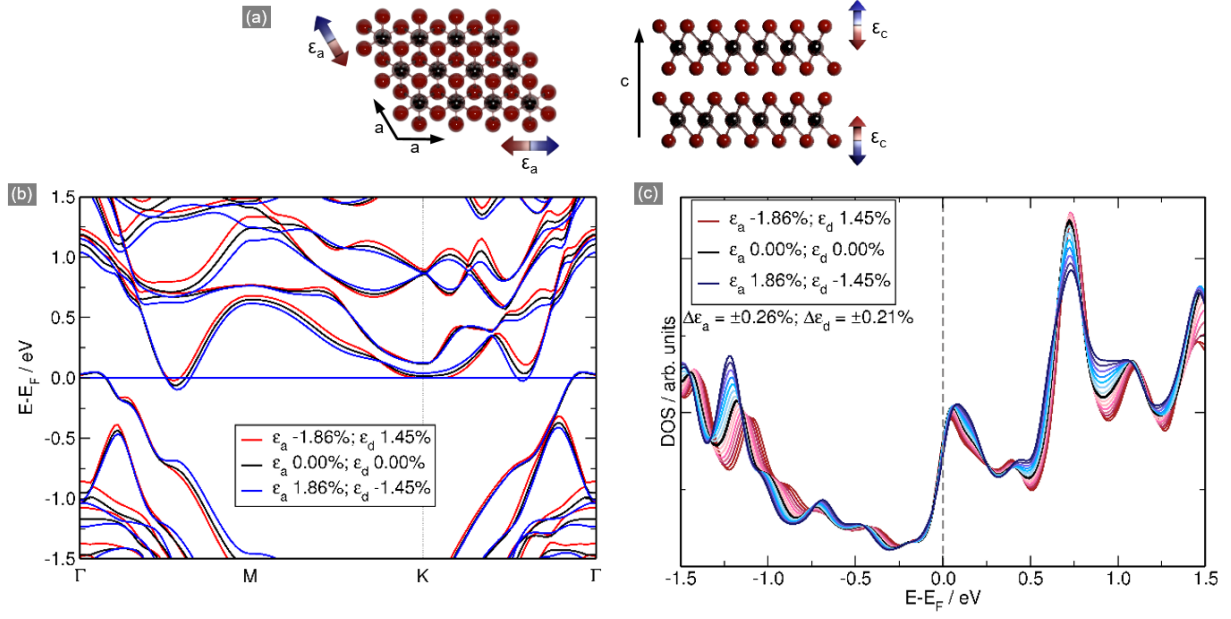 (a)
εa
a
a
εa
c
εc
εc
(b)
E-EF / eV
1.5
1.0
0.5
0.0
-0.5
-1.0
-1.5
εa -1.86%; εd 1.45%
εa 0.00%; εd 0.00%
εa 1.86%; εd -1.45%
Γ M K Γ
(c)
DOS / arb. units
εa -1.86%; εd 1.45%
εa 0.00%; εd 0.00%
εa 1.86%; εd -1.45%
Δεa = ±0.26%; Δεd = ±0.21%
-1.5 -1.0 -0.5 0.0 0.5 1.0 1.5
E-EF / eV